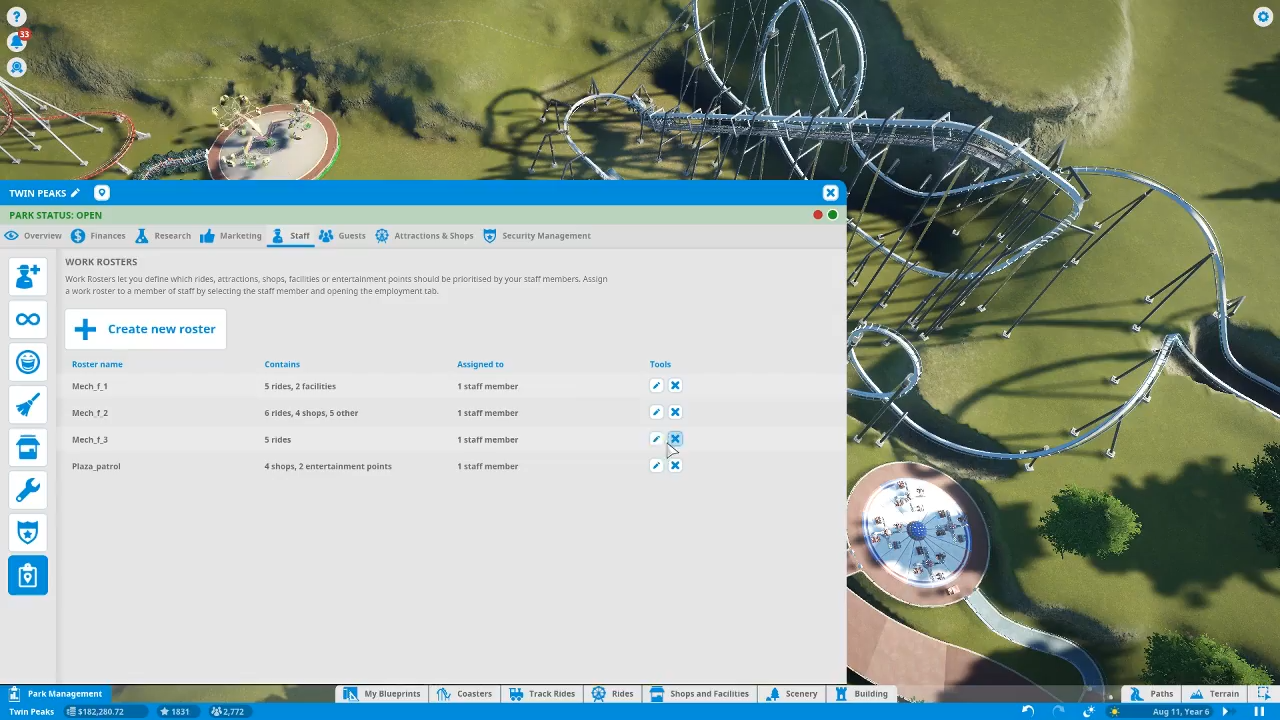 ?
33
TWIN PEAKS
PARK STATUS: OPEN
Overview Finances Research Marketing Staff Guests Attractions & Shops Security Management
WORK ROSTERS
Work Rosters let you define which rides, attractions, shops, facilities or entertainment points should be prioritised by your staff members. Assign
a work roster to a member of staff by selecting the staff member and opening the employment tab.
Create new roster
Roster name Contains Assigned to Tools
Mech_f_1 5 rides, 2 facilities 1 staff member
Mech_f_2 6 rides, 4 shops, 5 other 1 staff member
Mech_f_3 5 rides 1 staff member
Plaza_patrol 4 shops, 2 entertainment points 1 staff member
Park Management My Blueprints Coasters Track Rides Rides Shops and Facilities Scenery Building Paths Terrain
Twin Peaks $182,280.72 1831 2,772 Aug 11, Year 6